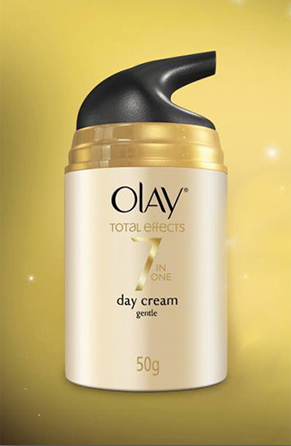 OLAY®
TOTAL effects
7 IN ONE
day cream
gentle
50g